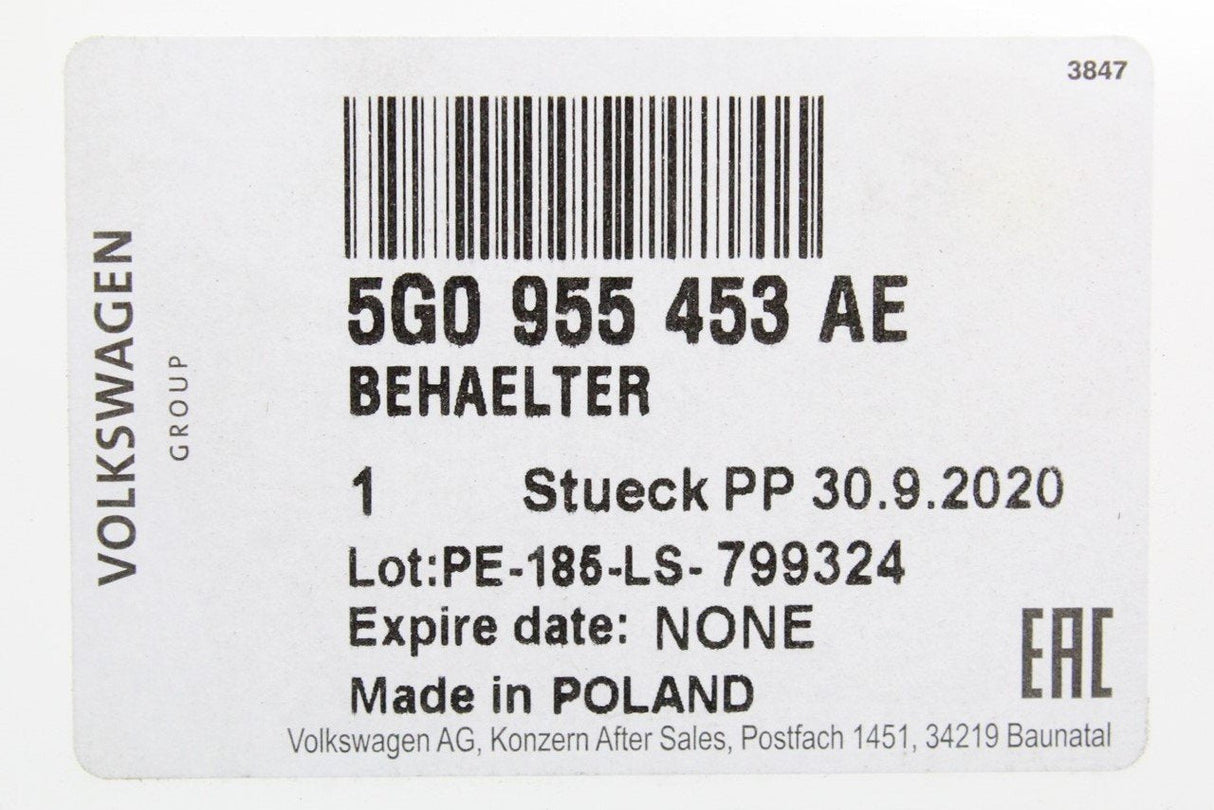 3847
VOLKSWAGEN
GROUP
5G0 955 453 AE
BEHAELTER
1 Stueck PP 30.9.2020
Lot:PE-185-LS- 799324
Expire date: NONE
Made in POLAND
EAC
Volkswagen AG, Konzern After Sales, Postfach 1451, 34219 Baunatal